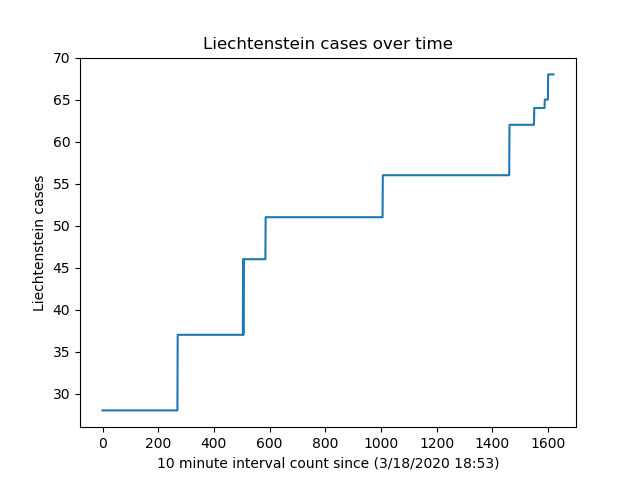 Liechtenstein cases over time
70
65
60
55
50
45
40
35
30
Liechtenstein cases
0 200 400 600 800 1000 1200 1400 1600
10 minute interval count since (3/18/2020 18:53)